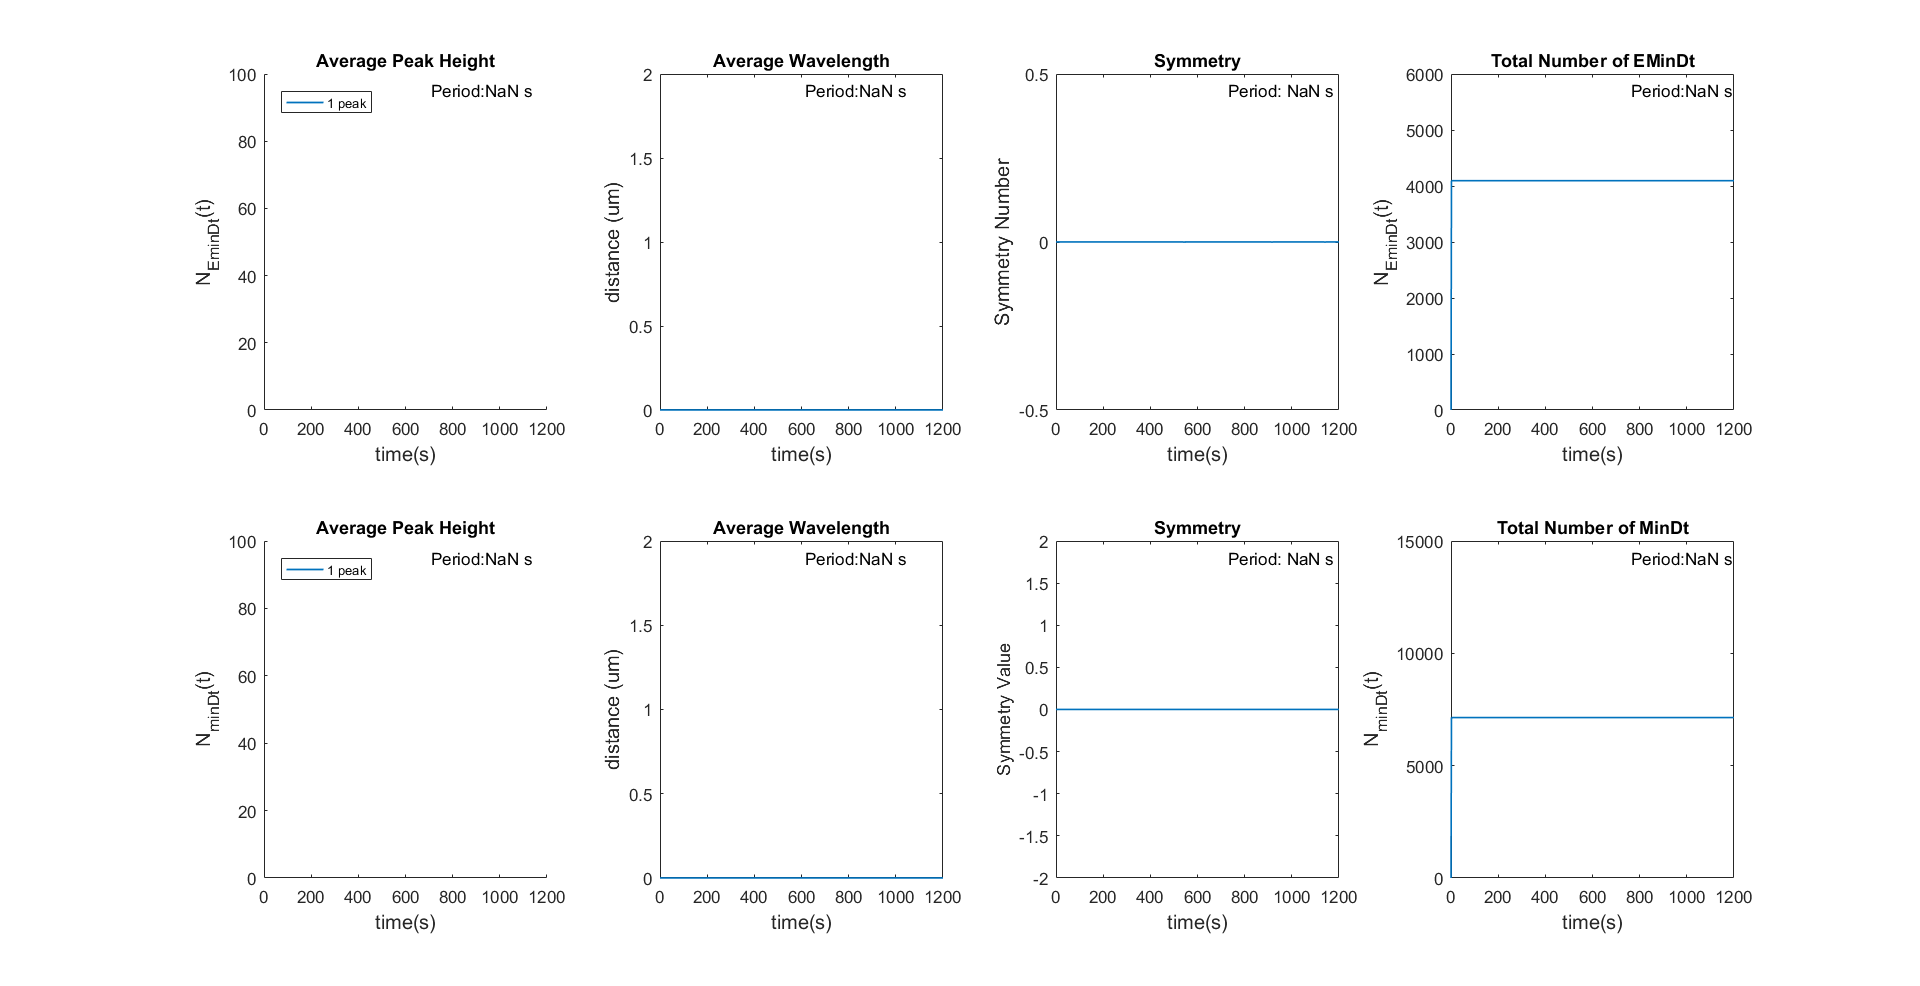 Average Peak Height
Average Wavelength
Symmetry
Total Number of EMinDt
Period:NaN s
Period:NaN s
Period: NaN s
Period:NaN s
1 peak
100
80
60
40
20
0
N_EminDt(t)
0 200 400 600 800 1000 1200
time(s)
2
1.5
1
0.5
0
distance (um)
0 200 400 600 800 1000 1200
time(s)
0.5
0
-0.5
Symmetry Number
0 200 400 600 800 1000 1200
time(s)
6000
5000
4000
3000
2000
1000
0
N_EminDt(t)
0 200 400 600 800 1000 1200
time(s)
Average Peak Height
Average Wavelength
Symmetry
Total Number of MinDt
Period:NaN s
Period:NaN s
Period: NaN s
Period:NaN s
1 peak
100
80
60
40
20
0
N_minDt(t)
0 200 400 600 800 1000 1200
time(s)
2
1.5
1
0.5
0
distance (um)
0 200 400 600 800 1000 1200
time(s)
2
1.5
1
0.5
0
-0.5
-1
-1.5
-2
Symmetry Value
0 200 400 600 800 1000 1200
time(s)
15000
10000
5000
0
N_minDt(t)
0 200 400 600 800 1000 1200
time(s)